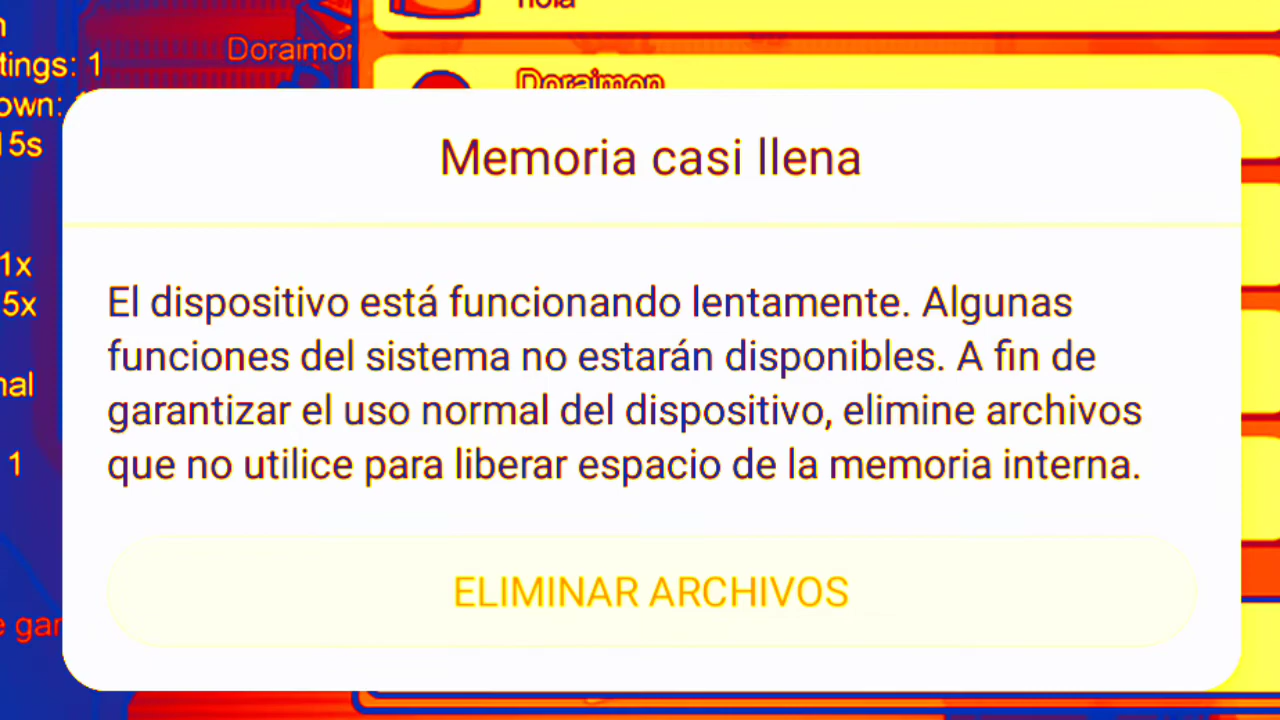 hola
Doraimon
Doraimon
tings: 1
own:
15s
1x
5x
nal
1
e gar
Memoria casi llena
El dispositivo está funcionando lentamente. Algunas
funciones del sistema no estarán disponibles. A fin de
garantizar el uso normal del dispositivo, elimine archivos
que no utilice para liberar espacio de la memoria interna.
ELIMINAR ARCHIVOS